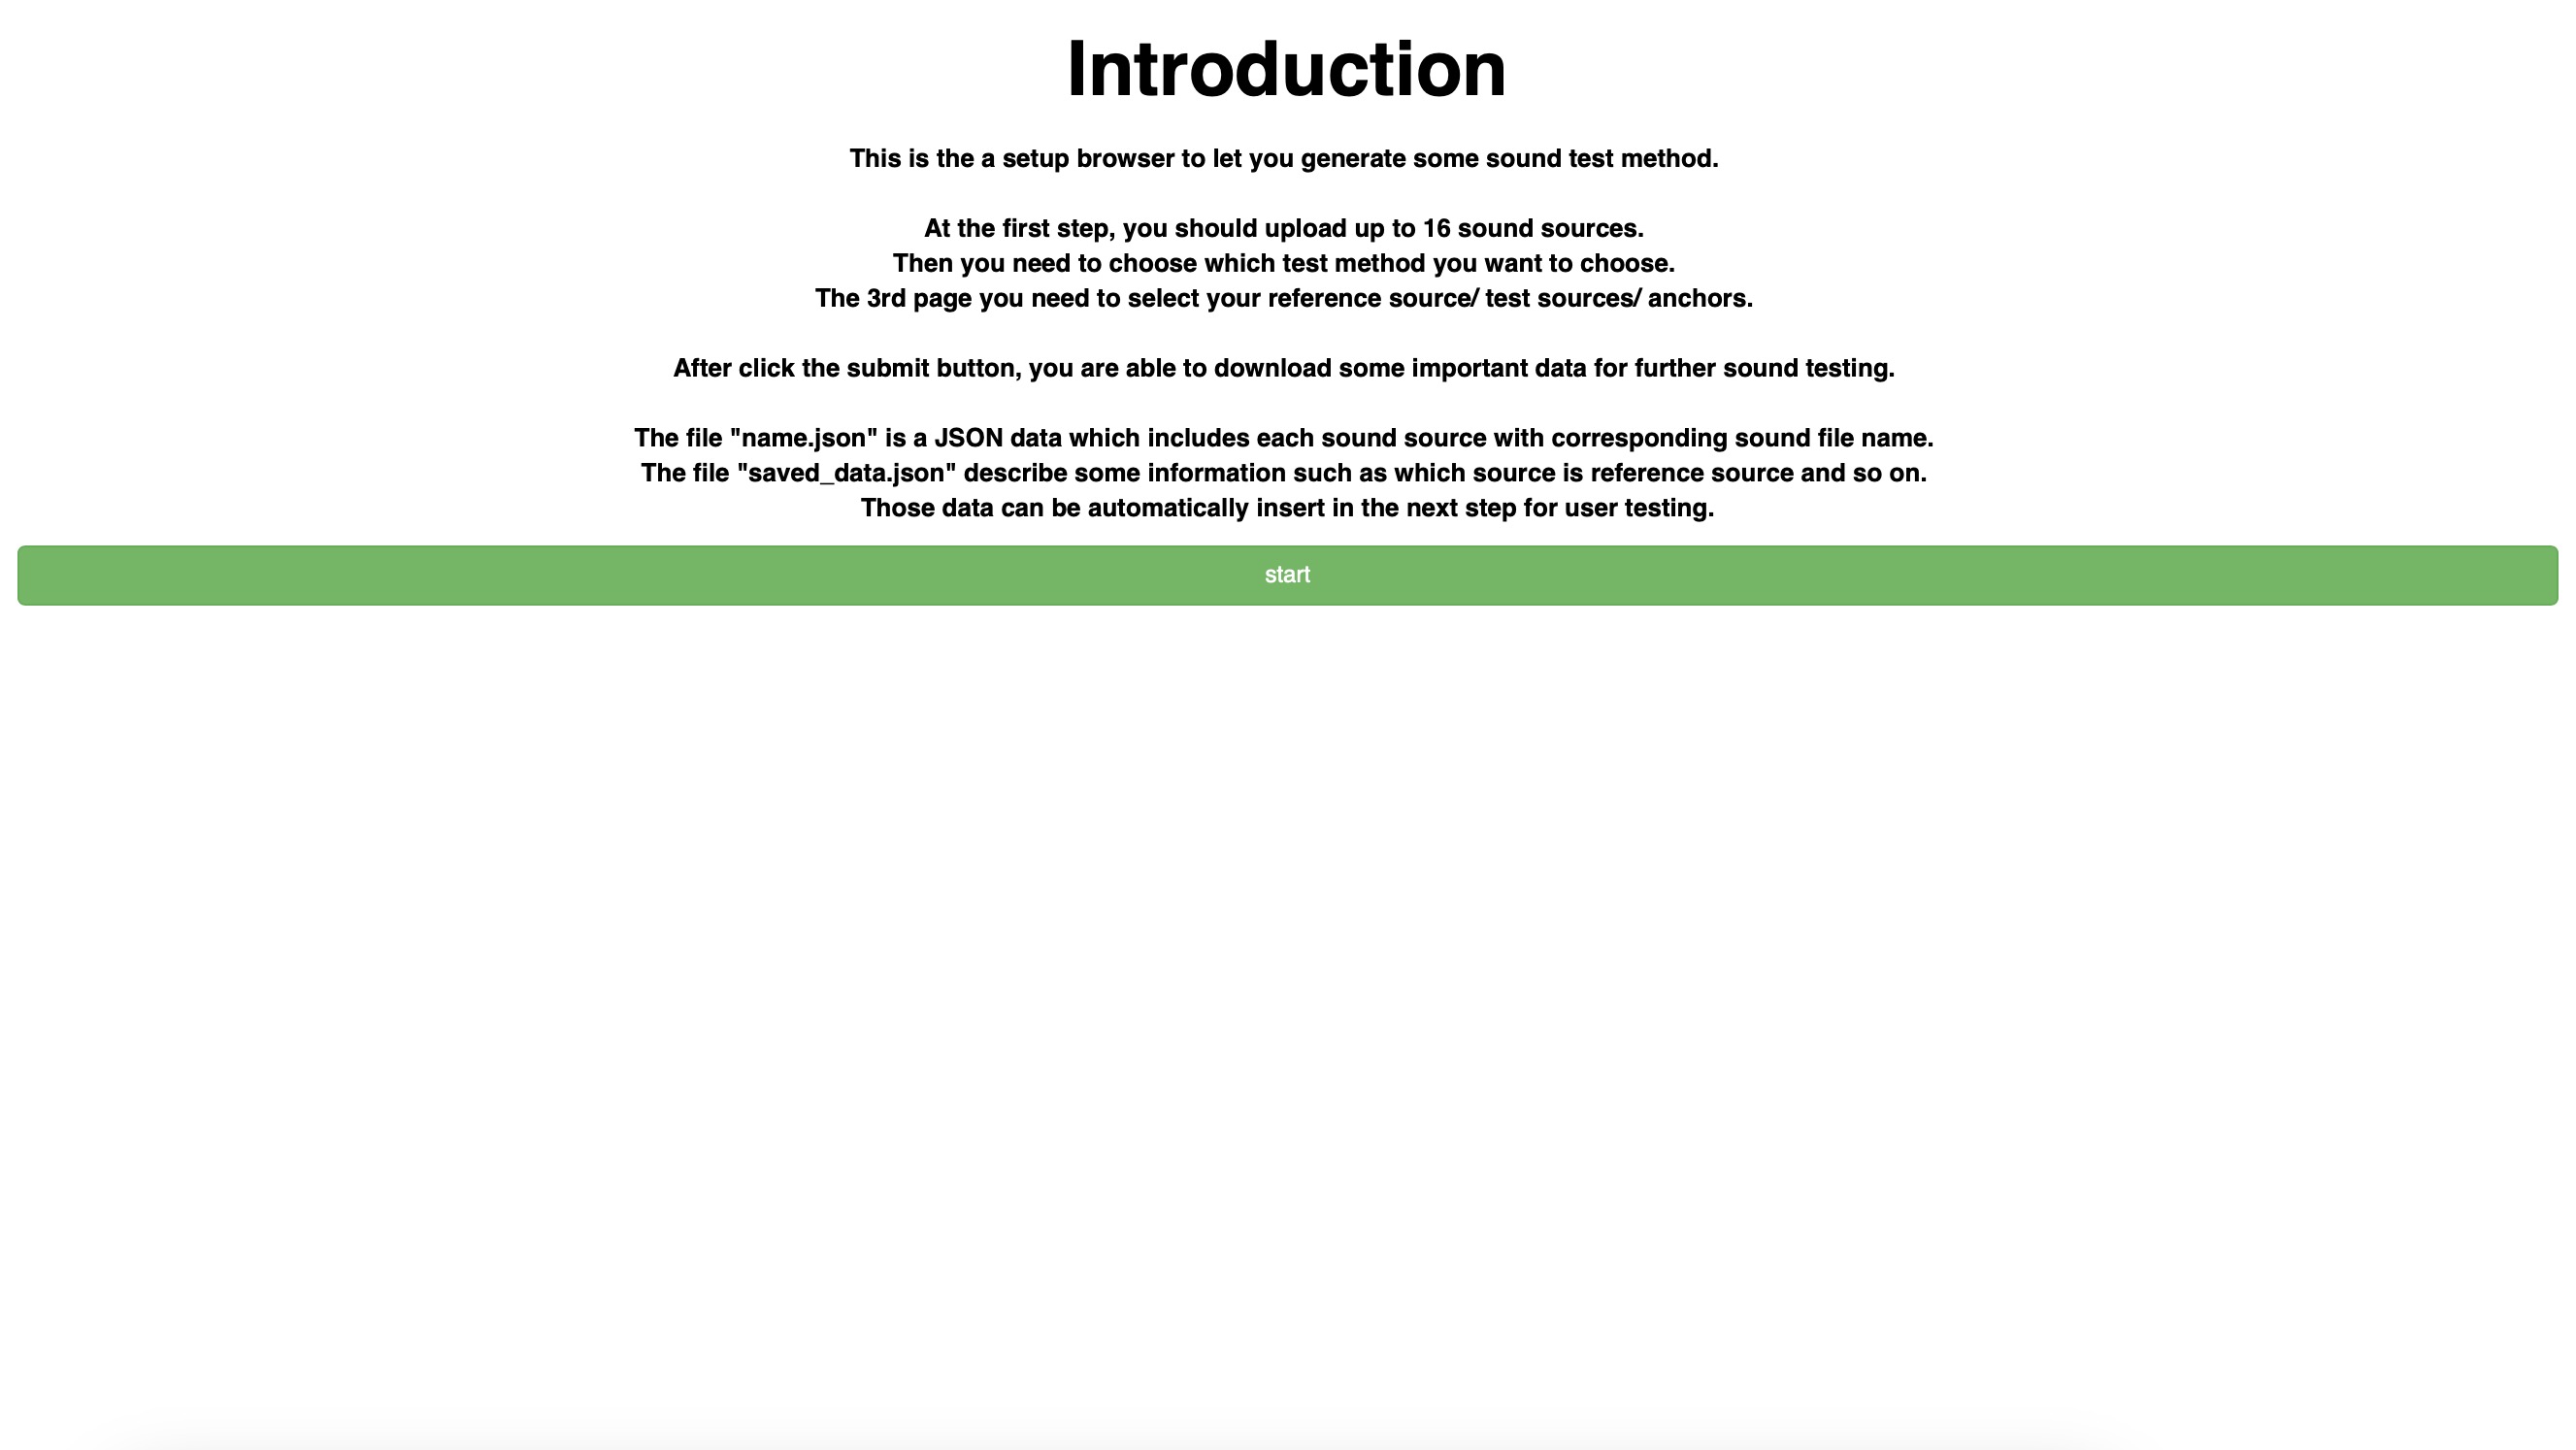 Introduction
This is the a setup browser to let you generate some sound test method.
At the first step, you should upload up to 16 sound sources.
Then you need to choose which test method you want to choose.
The 3rd page you need to select your reference source/ test sources/ anchors.
After click the submit button, you are able to download some important data for further sound testing.
The file "name.json" is a JSON data which includes each sound source with corresponding sound file name.
The file "saved_data.json" describe some information such as which source is reference source and so on.
Those data can be automatically insert in the next step for user testing.
start